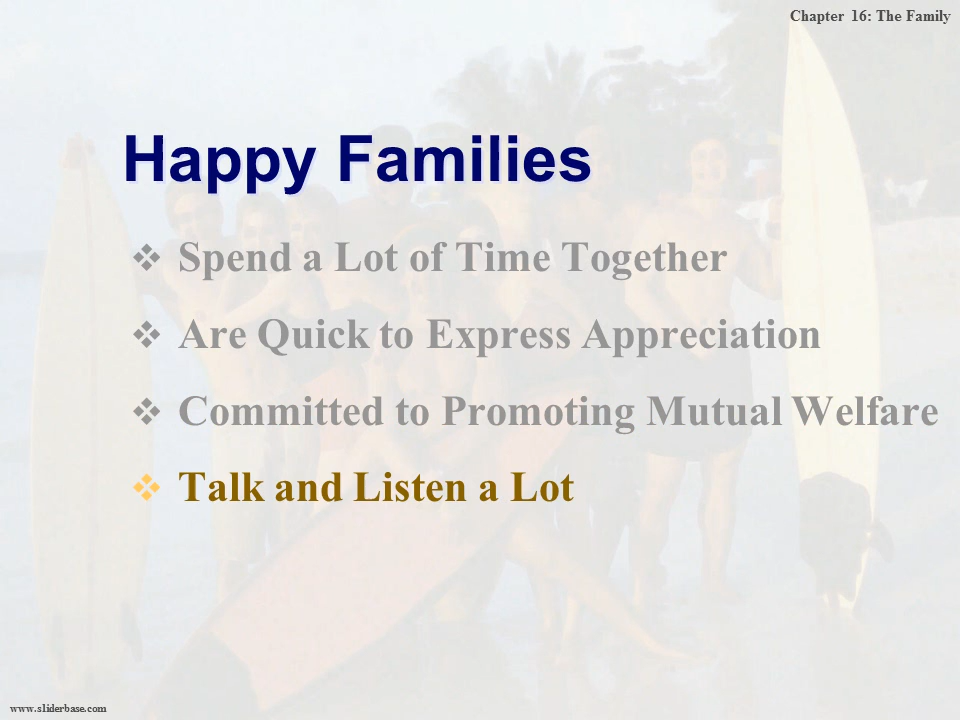 Chapter 16: The Family
Happy Families
❖ Spend a Lot of Time Together
❖ Are Quick to Express Appreciation
❖ Committed to Promoting Mutual Welfare
❖ Talk and Listen a Lot
www.sliderbase.com